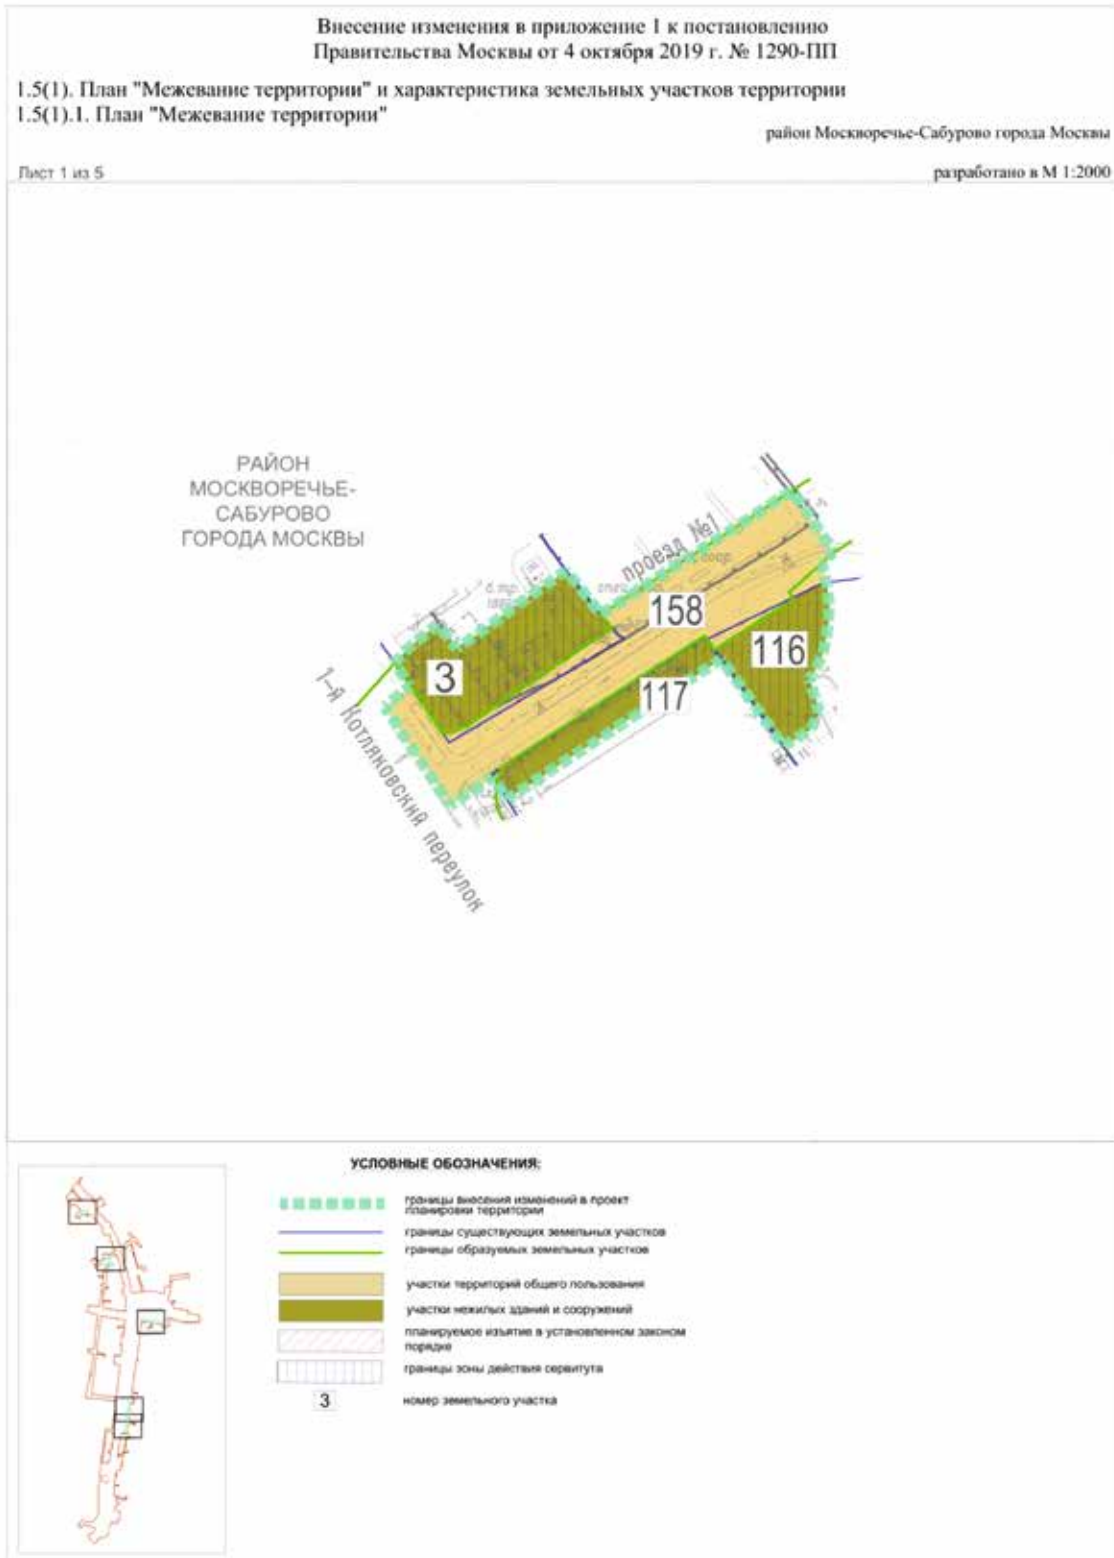 Внесение изменения в приложение 1 к постановлению
Правительства Москвы от 4 октября 2019 г. № 1290-ПП
1.5(1). План "Межевание территории" и характеристика земельных участков территории
1.5(1).1. План "Межевание территории"
район Москворечье-Сабурово города Москвы
Лист 1 из 5
разработано в М 1:2000
РАЙОН
МОСКВОРЕЧЬЕ-
САБУРОВО
ГОРОДА МОСКВЫ
проезд №1
158
3
116
117
1-й Котляковский переулок
УСЛОВНЫЕ ОБОЗНАЧЕНИЯ:
границы внесения изменений в проект
планировки территории
границы существующих земельных участков
границы образуемых земельных участков
участки территорий общего пользования
участки нежилых зданий и сооружений
планируемое изъятие в установленном законом
порядке
границы зоны действия сервитута
3
номер земельного участка